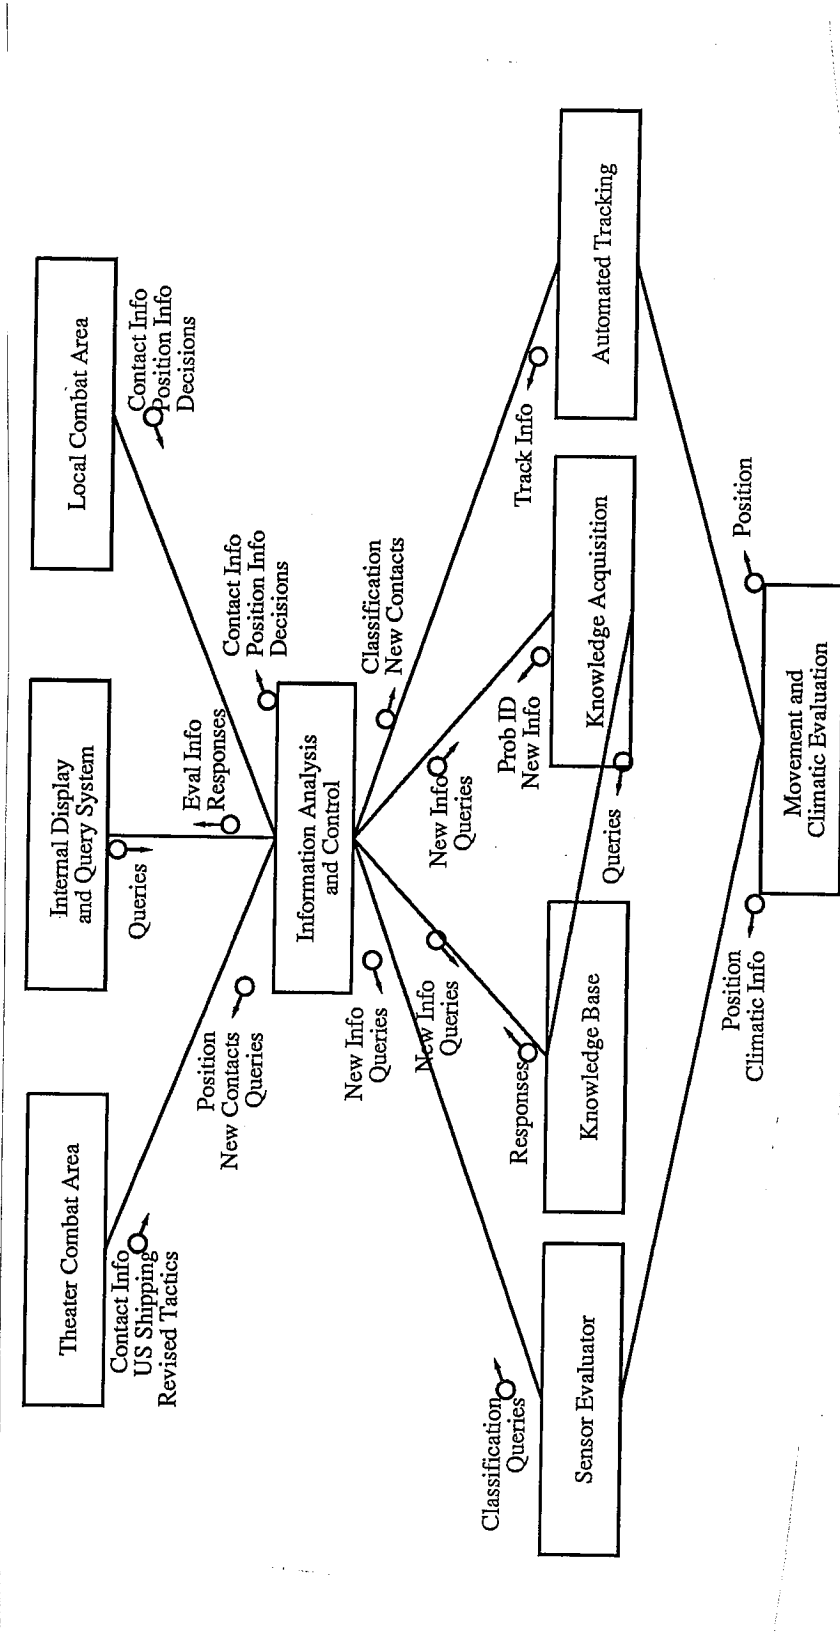 Theater Combat Area
Internal Display
and Query System
Local Combat Area
Contact Info
US Shipping
Revised Tactics
Queries
Contact Info
Position Info
Decisions
Eval Info
Responses
Position
New Contacts
Queries
Contact Info
Position Info
Decisions
Information Analysis
and Control
New Info
Queries
New Info
Queries
New Info
Queries
Classification
New Contacts
Classification
Queries
Responses
Prob ID
New Info
Track Info
Sensor Evaluator
Knowledge Base
Knowledge Acquisition
Automated Tracking
Queries
Position
Climatic Info
Position
Movement and
Climatic Evaluation